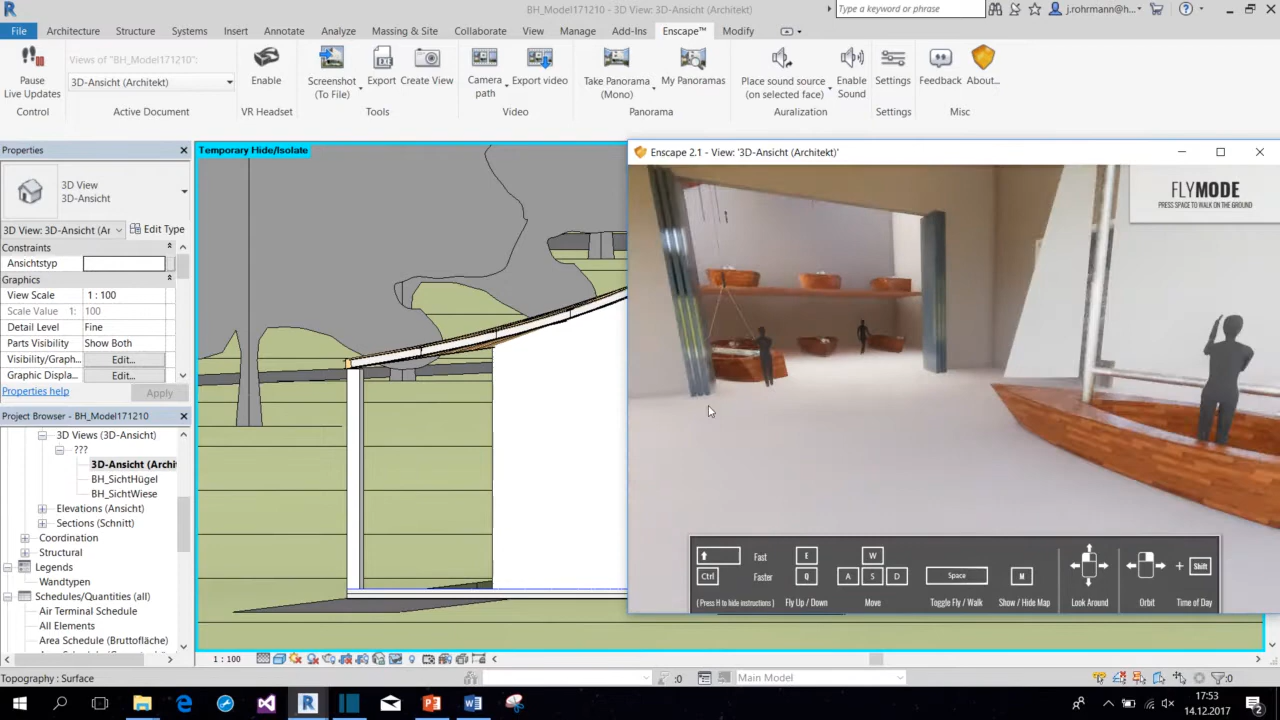 BH_Model171210 - 3D View: 3D-Ansicht (Architekt)
Type a keyword or phrase
j.rohrmann@h...
File
Architecture
Structure
Systems
Insert
Annotate
Analyze
Massing & Site
Collaborate
View
Manage
Add-Ins
Enscape™
Modify
Pause
Live Updates
Control
Views of "BH_Model171210":
3D-Ansicht (Architekt)
Active Document
Enable
VR Headset
Screenshot
(To File)
Export
Create View
Tools
Camera
path
Export video
Video
Take Panorama
(Mono)
My Panoramas
Panorama
Place sound source
(on selected face)
Enable
Sound
Auralization
Settings
Settings
Feedback
About...
Misc
Properties
3D View
3D-Ansicht
3D View: 3D-Ansicht (Ar
Edit Type
Constraints
Ansichtstyp
Graphics
View Scale
1 : 100
Scale Value 1:
100
Detail Level
Fine
Parts Visibility
Show Both
Visibility/Graph...
Edit...
Graphic Displa...
Edit...
Properties help
Apply
Project Browser - BH_Model171210
3D Views (3D-Ansicht)
???
3D-Ansicht (Archi
BH_SichtHügel
BH_SichtWiese
Elevations (Ansicht)
Sections (Schnitt)
Coordination
Structural
Legends
Wandtypen
Schedules/Quantities (all)
Air Terminal Schedule
All Elements
Area Schedule (Bruttofläche)
Temporary Hide/Isolate
Enscape 2.1 - View: '3D-Ansicht (Architekt)'
FLYMODE
PRESS SPACE TO WALK ON THE GROUND
Fast
Ctrl
Faster
( Press H to hide instructions )
E
Q
Fly Up / Down
W
A
S
D
Move
Space
Toggle Fly / Walk
M
Show / Hide Map
Look Around
Orbit
+
Shift
Time of Day
1 : 100
Topography : Surface
:0
Main Model
:0
17:53
14.12.2017
2